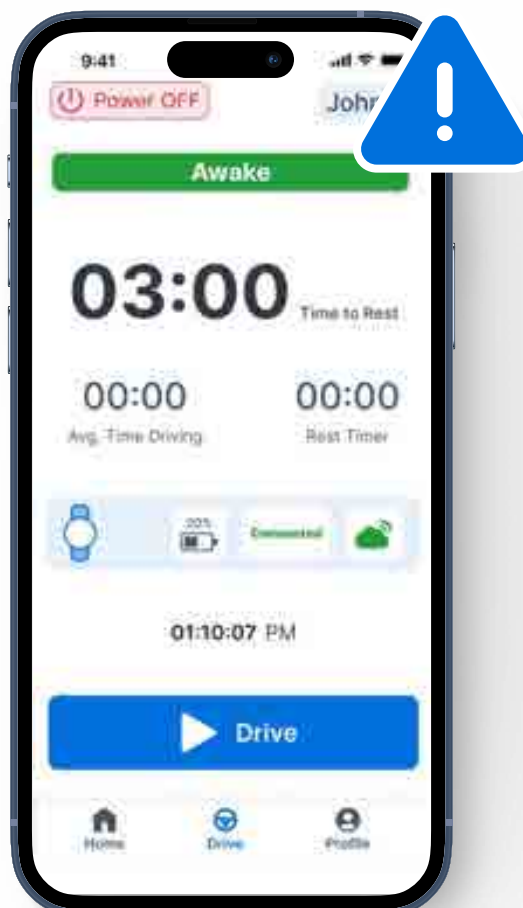 9:41
Power OFF
John
Awake
03:00
Time to Rest
00:00
00:00
Avg. Time Driving
Rest Timer
Connected
01:10:07 PM
Drive
Home
Drive
Profile